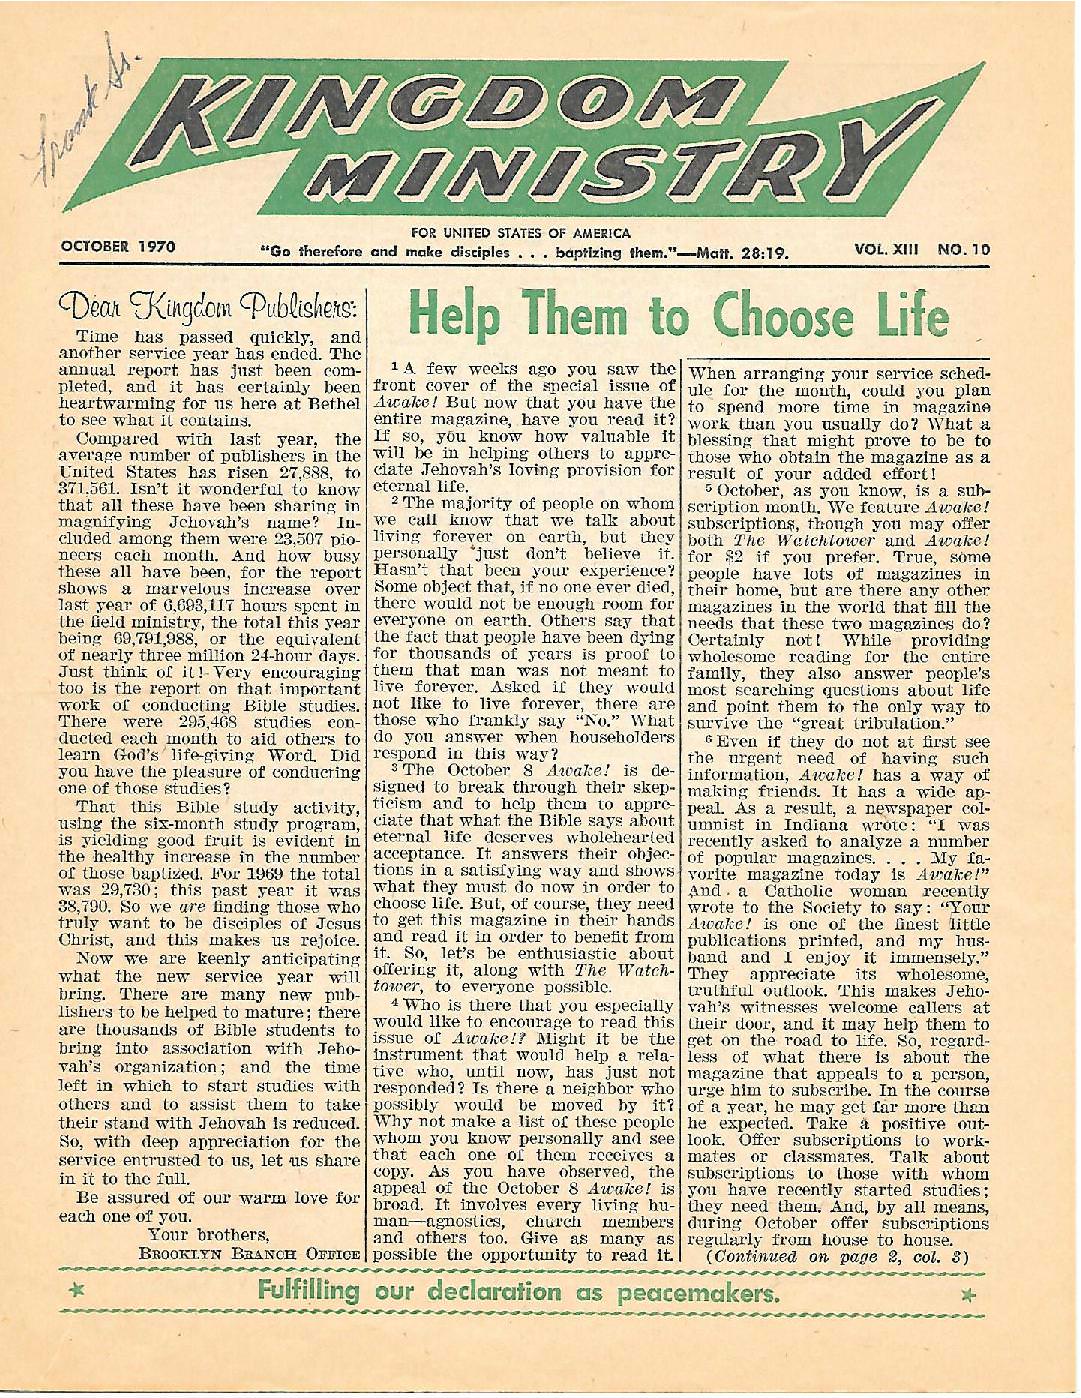 Frank Sr.
KINGDOM
MINISTRY
FOR UNITED STATES OF AMERICA
OCTOBER 1970
"Go therefore and make disciples . . . baptizing them."—Matt. 28:19.
VOL. XIII NO. 10
Dear Kingdom Publishers:
Time has passed quickly, and
another service year has ended. The
annual report has just been com-
pleted, and it has certainly been
heartwarming for us here at Bethel
to see what it contains.
Compared with last year, the
average number of publishers in the
United States has risen 27,888, to
371,561. Isn't it wonderful to know
that all these have been sharing in
magnifying Jehovah's name? In-
cluded among them were 23,507 pio-
neers each month. And how busy
these all have been, for the report
shows a marvelous increase over
last year of 6,693,117 hours spent in
the field ministry, the total this year
being 69,791,988, or the equivalent
of nearly three million 24-hour days.
Just think of it! Very encouraging
too is the report on that important
work of conducting Bible studies.
There were 295,468 studies con-
ducted each month to aid others to
learn God's life-giving Word. Did
you have the pleasure of conducting
one of those studies?
That this Bible study activity,
using the six-month study program,
is yielding good fruit is evident in
the healthy increase in the number
of those baptized. For 1969 the total
was 29,730; this past year it was
38,790. So we are finding those who
truly want to be disciples of Jesus
Christ, and this makes us rejoice.
Now we are keenly anticipating
what the new service year will
bring. There are many new pub-
lishers to be helped to mature; there
are thousands of Bible students to
bring into association with Jeho-
vah's organization; and the time
left in which to start studies with
others and to assist them to take
their stand with Jehovah is reduced.
So, with deep appreciation for the
service entrusted to us, let us share
in it to the full.
Be assured of our warm love for
each one of you.
Your brothers,
BROOKLYN BRANCH OFFICE
Help Them to Choose Life
1 A few weeks ago you saw the
front cover of the special issue of
Awake! But now that you have the
entire magazine, have you read it?
If so, you know how valuable it
will be in helping others to appre-
ciate Jehovah's loving provision for
eternal life.
2 The majority of people on whom
we call know that we talk about
living forever on earth, but they
personally just don't believe it.
Hasn't that been your experience?
Some object that, if no one ever died,
there would not be enough room for
everyone on earth. Others say that
the fact that people have been dying
for thousands of years is proof to
them that man was not meant to
live forever. Asked if they would
not like to live forever, there are
those who frankly say "No." What
do you answer when householders
respond in this way?
3 The October 8 Awake! is de-
signed to break through their skep-
ticism and to help them to appre-
ciate that what the Bible says about
eternal life deserves wholehearted
acceptance. It answers their objec-
tions in a satisfying way and shows
what they must do now in order to
choose life. But, of course, they need
to get this magazine in their hands
and read it in order to benefit from
it. So, let's be enthusiastic about
offering it, along with The Watch-
tower, to everyone possible.
4 Who is there that you especially
would like to encourage to read this
issue of Awake!? Might it be the
instrument that would help a rela-
tive who, until now, has just not
responded? Is there a neighbor who
possibly would be moved by it?
Why not make a list of these people
whom you know personally and see
that each one of them receives a
copy. As you have observed, the
appeal of the October 8 Awake! is
broad. It involves every living hu-
man—agnostics, church members
and others too. Give as many as
possible the opportunity to read it.
When arranging your service sched-
ule for the month, could you plan
to spend more time in magazine
work than you usually do? What a
blessing that might prove to be to
those who obtain the magazine as a
result of your added effort!
5 October, as you know, is a sub-
scription month. We feature Awake!
subscriptions, though you may offer
both The Watchtower and Awake!
for $2 if you prefer. True, some
people have lots of magazines in
their home, but are there any other
magazines in the world that fill the
needs that these two magazines do?
Certainly not! While providing
wholesome reading for the entire
family, they also answer people's
most searching questions about life
and point them to the only way to
survive the "great tribulation."
6 Even if they do not at first see
the urgent need of having such
information, Awake! has a way of
making friends. It has a wide ap-
peal. As a result, a newspaper col-
umnist in Indiana wrote: "I was
recently asked to analyze a number
of popular magazines. . . . My fa-
vorite magazine today is Awake!"
And a Catholic woman recently
wrote to the Society to say: "Your
Awake! is one of the finest little
publications printed, and my hus-
band and I enjoy it immensely."
They appreciate its wholesome,
truthful outlook. This makes Jeho-
vah's witnesses welcome callers at
their door, and it may help them to
get on the road to life. So, regard-
less of what there is about the
magazine that appeals to a person,
urge him to subscribe. In the course
of a year, he may get far more than
he expected. Take a positive out-
look. Offer subscriptions to work-
mates or classmates. Talk about
subscriptions to those with whom
you have recently started studies;
they need them. And, by all means,
during October offer subscriptions
regularly from house to house.
(Continued on page 2, col. 3)
Fulfilling our declaration as peacemakers.